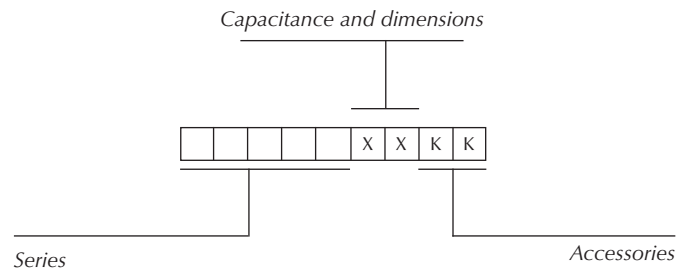 Capacitance and dimensions
X X K K
Series
Accessories